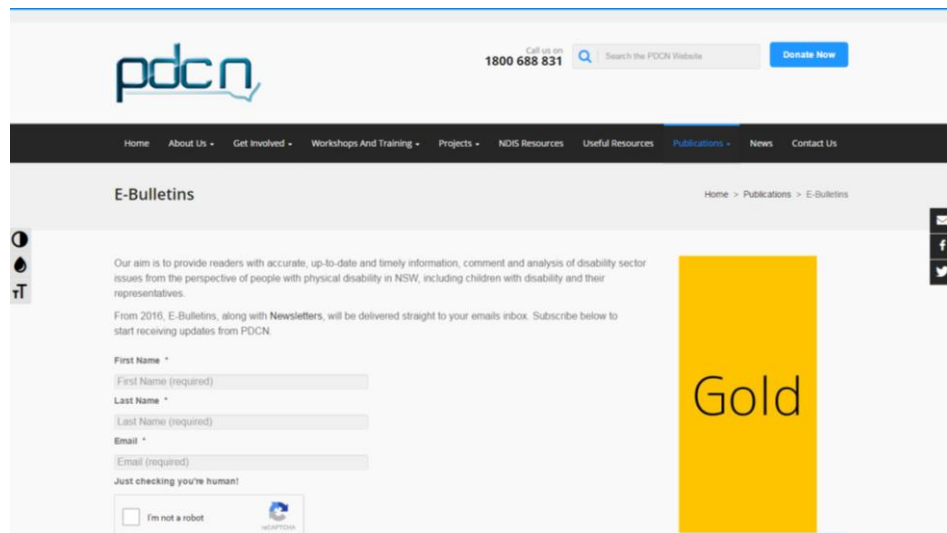 pdcn
Call us on
1800 688 831
Search the PDCN Website
Donate Now
Home About Us Get Involved Workshops And Training Projects NDIS Resources Useful Resources Publications News Contact Us
E-Bulletins
Home > Publications > E-Bulletins
TT
Our aim is to provide readers with accurate, up-to-date and timely information, comment and analysis of disability sector
issues from the perspective of people with physical disability in NSW, including children with disability and their
representatives.
From 2016, E-Bulletins, along with Newsletters, will be delivered straight to your emails inbox. Subscribe below to
start receiving updates from PDCN.
First Name *
First Name (required)
Last Name *
Last Name (required)
Email *
Email (required)
Just checking you're human!
I'm not a robot
reCAPTCHA
Gold